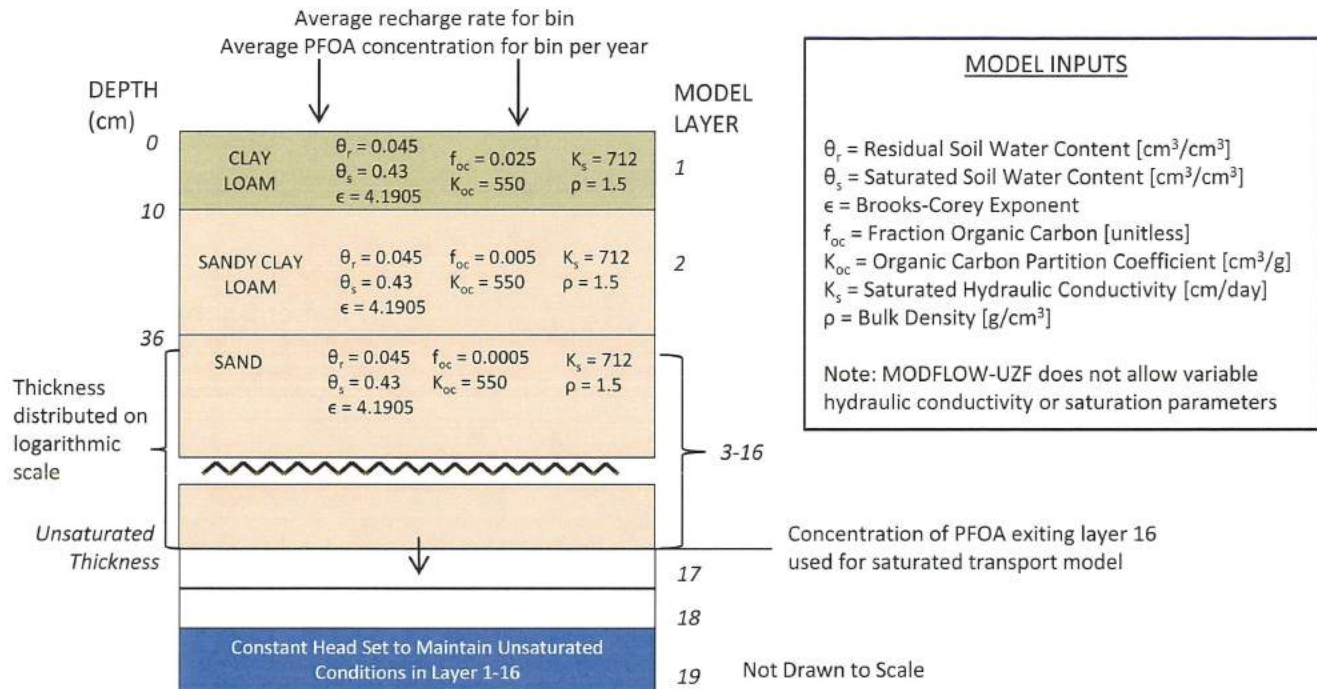 Average recharge rate for bin
Average PFOA concentration for bin per year
DEPTH
(cm)
MODEL
LAYER
0
CLAY
LOAM
θr = 0.045
θs = 0.43
ϵ = 4.1905
foc = 0.025
Koc = 550
Ks = 712
ρ = 1.5
1
10
SANDY CLAY
LOAM
θr = 0.045
θs = 0.43
ϵ = 4.1905
foc = 0.005
Koc = 550
Ks = 712
ρ = 1.5
2
36
SAND
θr = 0.045
θs = 0.43
ϵ = 4.1905
foc = 0.0005
Koc = 550
Ks = 712
ρ = 1.5
Thickness
distributed on
logarithmic
scale
3-16
Unsaturated
Thickness
Concentration of PFOA exiting layer 16
used for saturated transport model
17
18
Constant Head Set to Maintain Unsaturated
Conditions in Layer 1-16
19
Not Drawn to Scale
MODEL INPUTS
θr = Residual Soil Water Content [cm³/cm³]
θs = Saturated Soil Water Content [cm³/cm³]
ϵ = Brooks-Corey Exponent
foc = Fraction Organic Carbon [unitless]
Koc = Organic Carbon Partition Coefficient [cm³/g]
Ks = Saturated Hydraulic Conductivity [cm/day]
ρ = Bulk Density [g/cm³]
Note: MODFLOW-UZF does not allow variable
hydraulic conductivity or saturation parameters